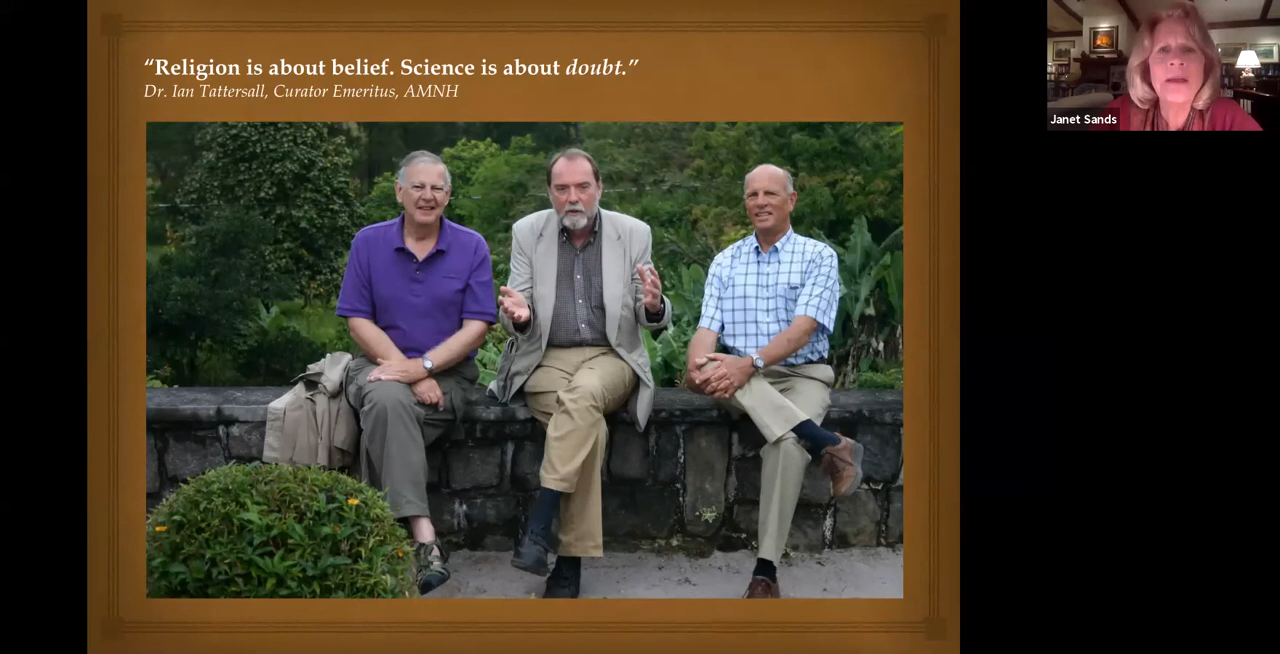 “Religion is about belief. Science is about doubt.”
Dr. Ian Tattersall, Curator Emeritus, AMNH
Janet Sands